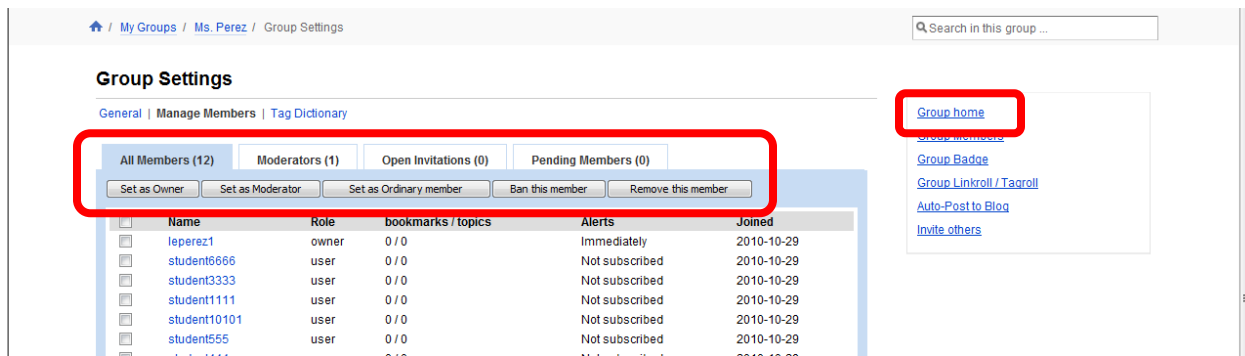 / My Groups / Ms. Perez / Group Settings
Search in this group ...
Group Settings
General | Manage Members | Tag Dictionary
All Members (12) Moderators (1) Open Invitations (0) Pending Members (0)
Set as Owner Set as Moderator Set as Ordinary member Ban this member Remove this member
Name Role bookmarks / topics Alerts Joined
leperez1 owner 0 / 0 Immediately 2010-10-29
student6666 user 0 / 0 Not subscribed 2010-10-29
student3333 user 0 / 0 Not subscribed 2010-10-29
student1111 user 0 / 0 Not subscribed 2010-10-29
student10101 user 0 / 0 Not subscribed 2010-10-29
student555 user 0 / 0 Not subscribed 2010-10-29
Group home
Group Members
Group Badge
Group Linkroll / Tagroll
Auto-Post to Blog
Invite others